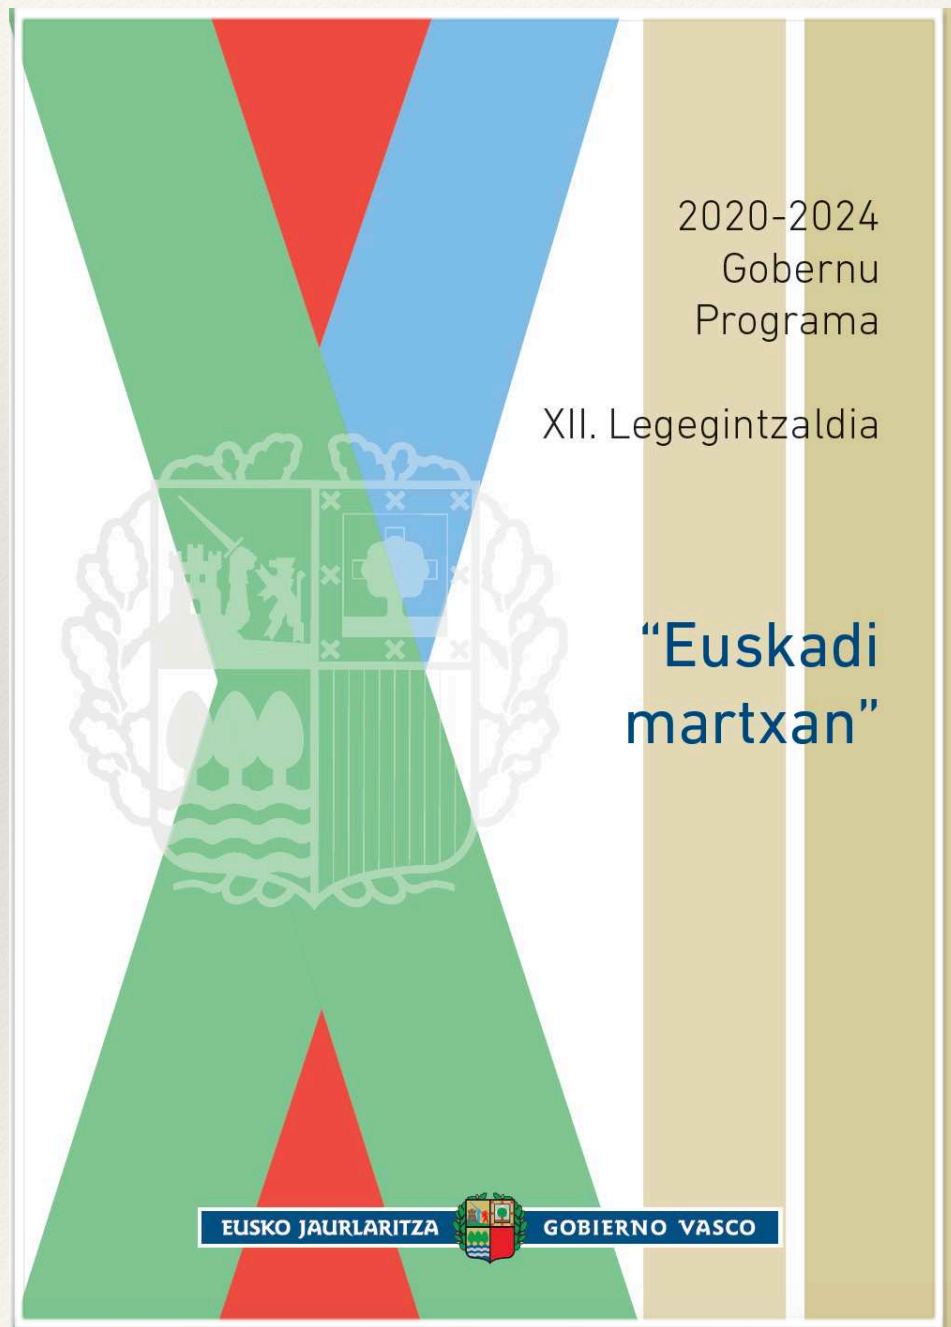 2020-2024
Gobernu
Programa
XII. Legegintzaldia
“Euskadi
martxan”
EUSKO JAURLARITZA GOBIERNO VASCO